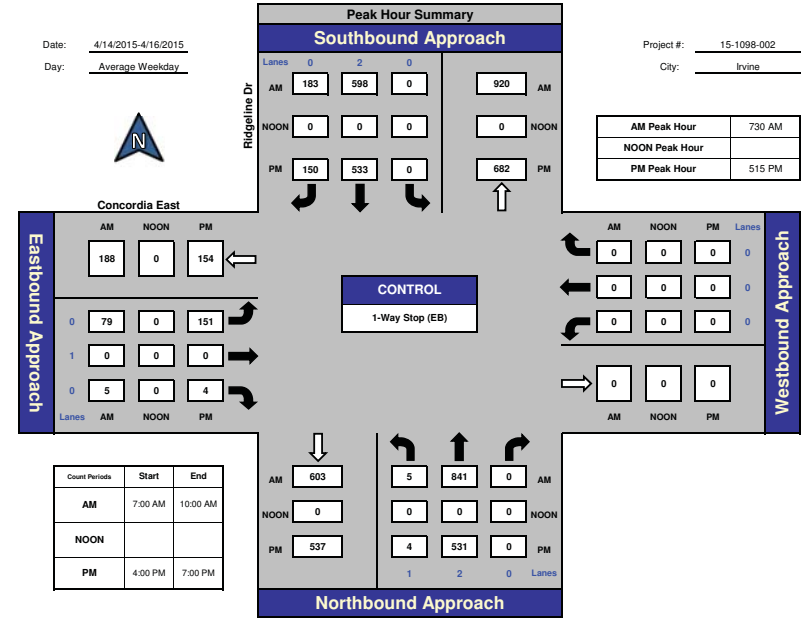 Peak Hour Summary
Southbound Approach
Date: 4/14/2015-4/16/2015
Day: Average Weekday
Project #: 15-1098-002
City: Irvine
N
Ridgeline Dr
Lanes 0 2 0
AM 183 598 0 920 AM
NOON 0 0 0 0 NOON
PM 150 533 0 682 PM
AM Peak Hour 730 AM
NOON Peak Hour
PM Peak Hour 515 PM
Concordia East
Eastbound Approach
AM NOON PM
188 0 154
0 79 0 151
1 0 0 0
0 5 0 4
Lanes AM NOON PM
CONTROL
1-Way Stop (EB)
AM NOON PM Lanes
0 0 0 0
0 0 0 0
0 0 0 0
0 0 0
AM NOON PM
Westbound Approach
Count Periods Start End
AM 7:00 AM 10:00 AM
NOON
PM 4:00 PM 7:00 PM
AM 603 5 841 0 AM
NOON 0 0 0 0 NOON
PM 537 4 531 0 PM
1 2 0 Lanes
Northbound Approach